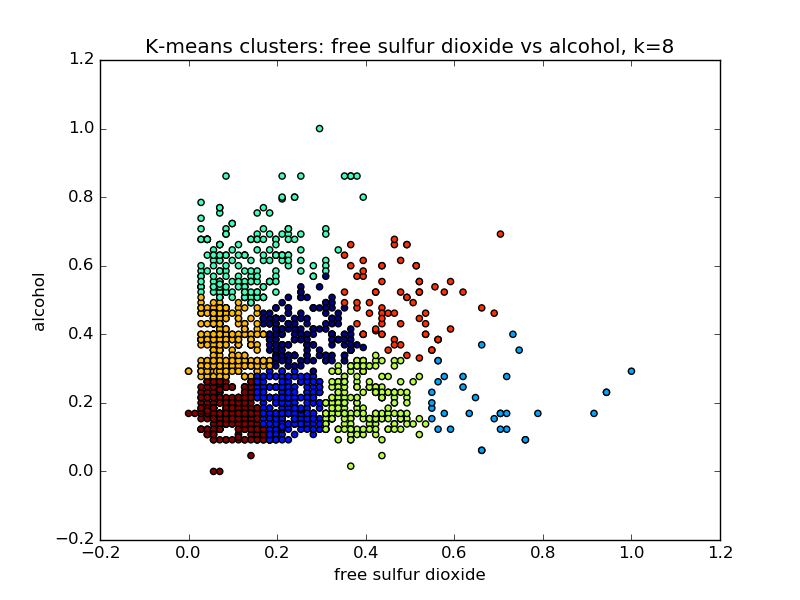 K-means clusters: free sulfur dioxide vs alcohol, k=8
1.2
1.0
0.8
0.6
0.4
0.2
0.0
−0.2
alcohol
−0.2 0.0 0.2 0.4 0.6 0.8 1.0 1.2
free sulfur dioxide